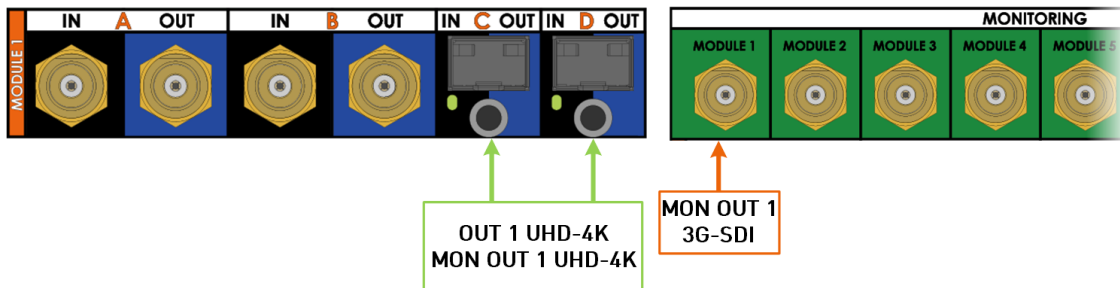 IN A OUT IN B OUT IN C OUT IN D OUT
MODULE 1
MONITORING
MODULE 1 MODULE 2 MODULE 3 MODULE 4 MODULE 5
OUT 1 UHD-4K
MON OUT 1 UHD-4K
MON OUT 1
3G-SDI